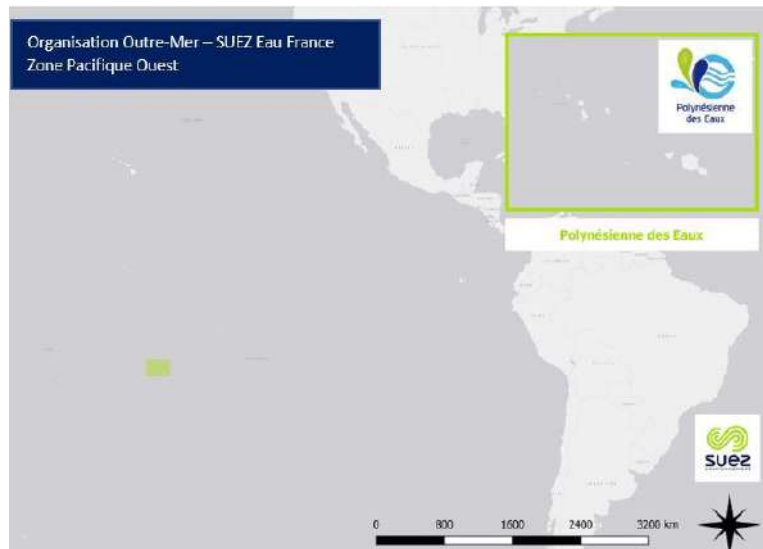 Organisation Outre-Mer – SUEZ Eau France
Zone Pacifique Ouest
Polynésienne
des Eaux
Polynésienne des Eaux
suez
0 800 1600 2400 3200 km